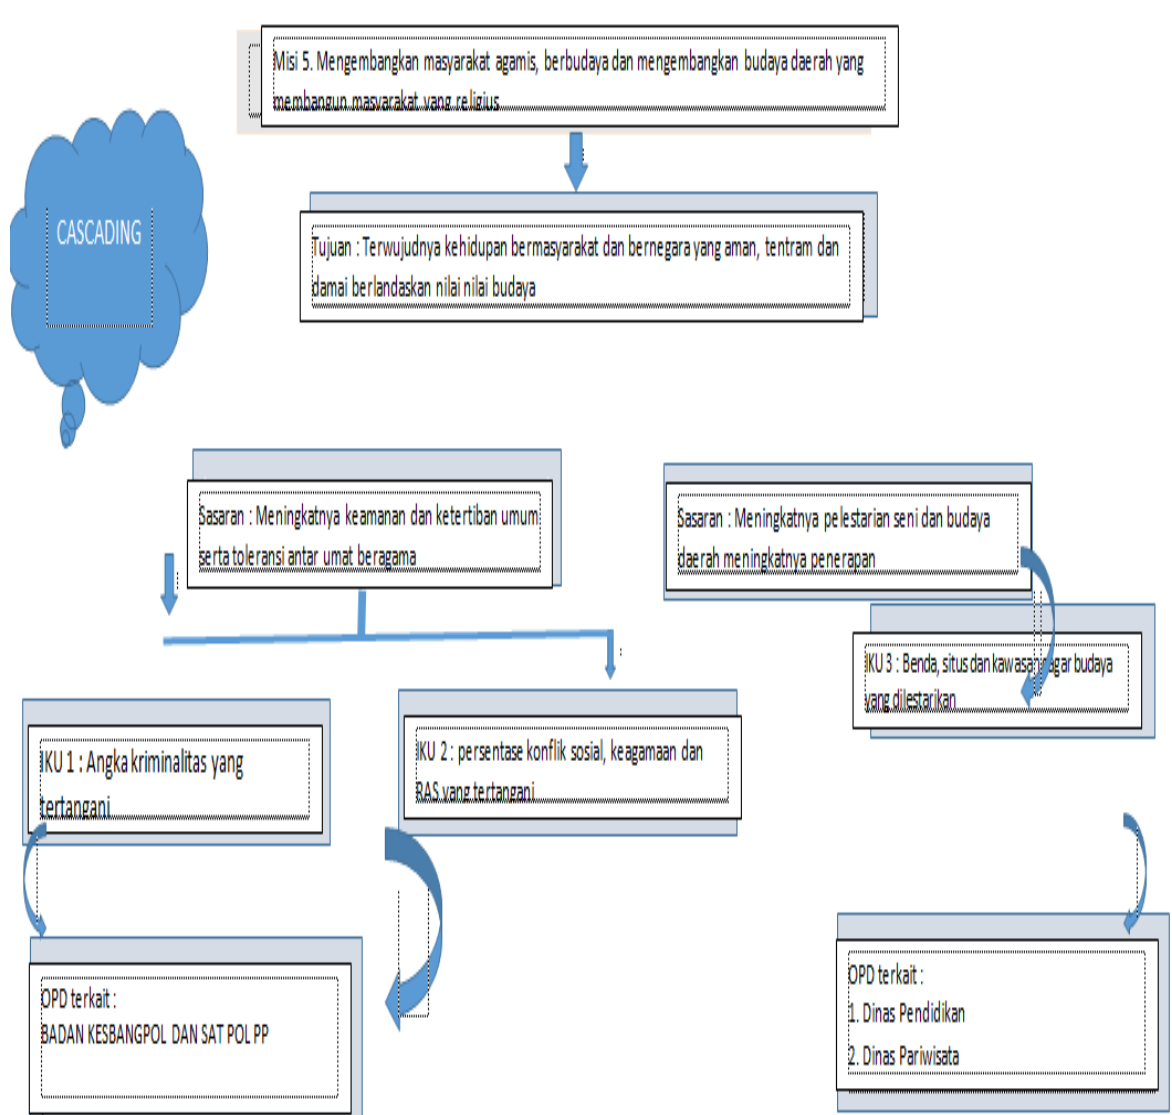 Misi 5. Mengembangkan masyarakat agamis, berbudaya dan mengembangkan budaya daerah yang
membangun masyarakat yang religius
CASCADING
Tujuan : Terwujudnya kehidupan bermasyarakat dan bernegara yang aman, tentram dan
damai berlandaskan nilai nilai budaya
Sasaran : Meningkatnya keamanan dan ketertiban umum
serta toleransi antar umat beragama
Sasaran : Meningkatnya pelestarian seni dan budaya
daerah meningkatnya penerapan
IKU 1 : Angka kriminalitas yang
tertangani
IKU 2 : persentase konflik sosial, keagamaan dan
RAS yang tertangani
IKU 3 : Benda, situs dan kawasan cagar budaya
yang dilestarikan
OPD terkait :
BADAN KESBANGPOL DAN SAT POL PP
OPD terkait :
1. Dinas Pendidikan
2. Dinas Pariwisata